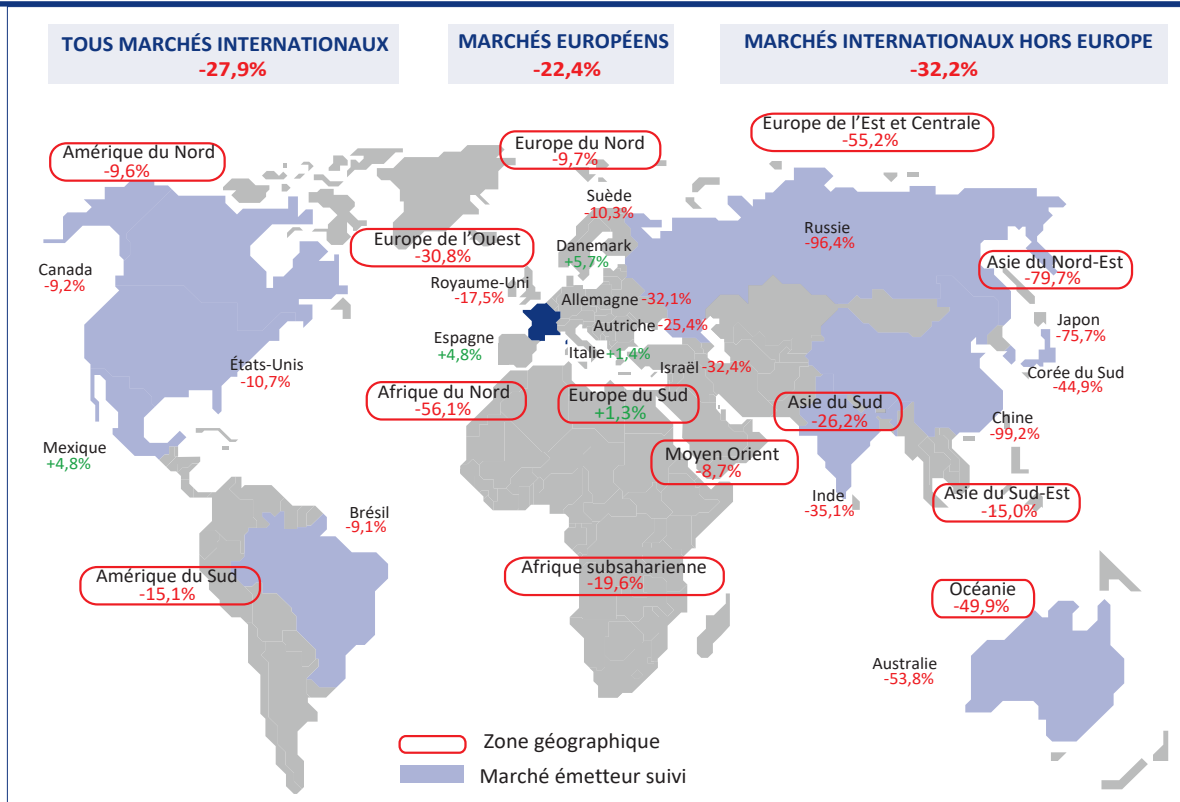 TOUS MARCHÉS INTERNATIONAUX
-27,9%
MARCHÉS EUROPÉENS
-22,4%
MARCHÉS INTERNATIONAUX HORS EUROPE
-32,2%
Amérique du Nord
-9,6%
Europe du Nord
-9,7%
Europe de l'Est et Centrale
-55,2%
Suède
-10,3%
Europe de l'Ouest
-30,8%
Danemark
+5,7%
Russie
-96,4%
Asie du Nord-Est
-79,7%
Canada
-9,2%
Royaume-Uni
-17,5%
Allemagne -32,1%
Autriche -25,4%
Japon
-75,7%
Espagne
+4,8%
Italie +1,4%
Israël -32,4%
États-Unis
-10,7%
Corée du Sud
-44,9%
Afrique du Nord
-56,1%
Europe du Sud
+1,3%
Asie du Sud
-26,2%
Chine
-99,2%
Mexique
+4,8%
Moyen Orient
-8,7%
Inde
-35,1%
Asie du Sud-Est
-15,0%
Brésil
-9,1%
Amérique du Sud
-15,1%
Afrique subsaharienne
-19,6%
Océanie
-49,9%
Australie
-53,8%
Zone géographique
Marché émetteur suivi